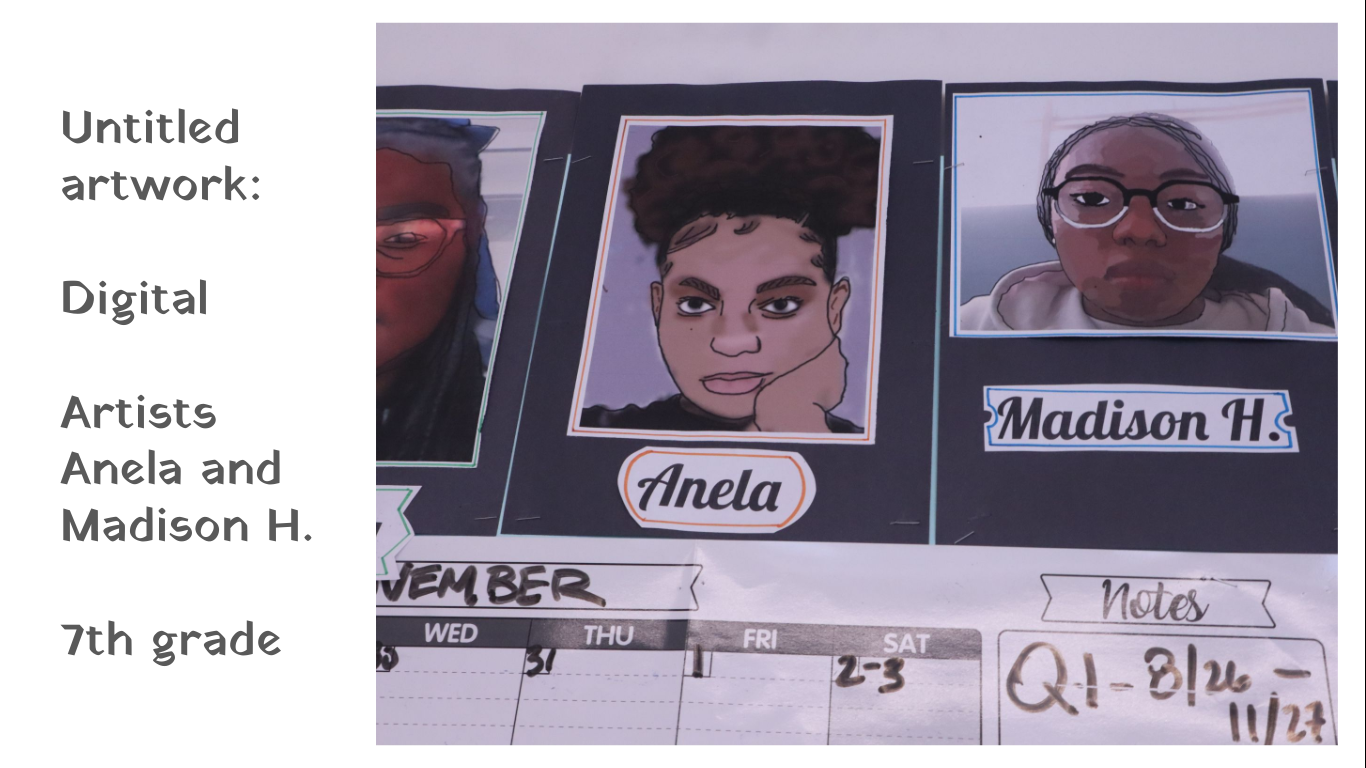 Untitled
artwork:
Digital
Artists
Anela and
Madison H.
7th grade
Anela
Madison H.
VEMBER
Notes
WED THU FRI SAT
31 1 2-3
Q1 - 8/26 -
11/27